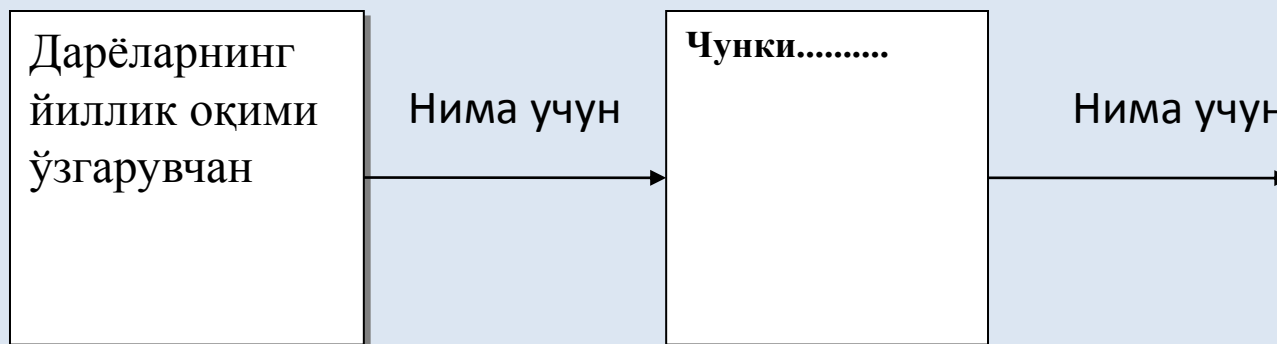 Дарёларнинг
йиллик оқими
ўзгарувчан
Нима учун
Чунки..........
Нима учун